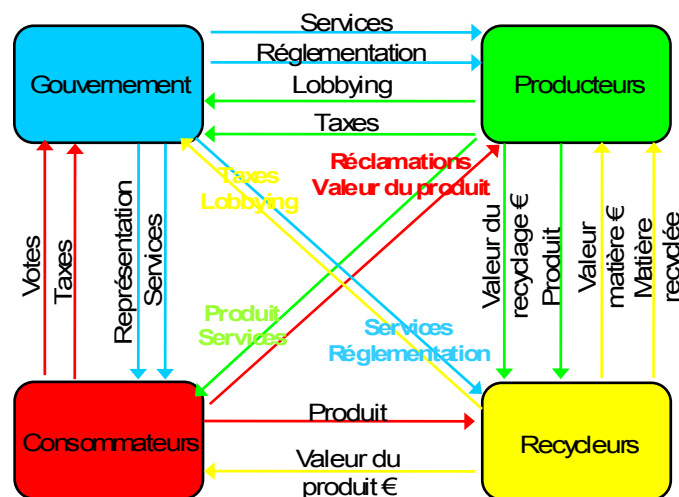 Services
Réglementation
Gouvernement
Producteurs
Lobbying
Taxes
Taxes
Lobbying
Réclamations
Valeur du produit
Votes
Taxes
Représentation
Services
Valeur du
recyclage €
Produit
Valeur
matière €
Matière
recyclée
Produit
Services
Services
Réglementation
Consommateurs
Produit
Recycleurs
Valeur du
produit €